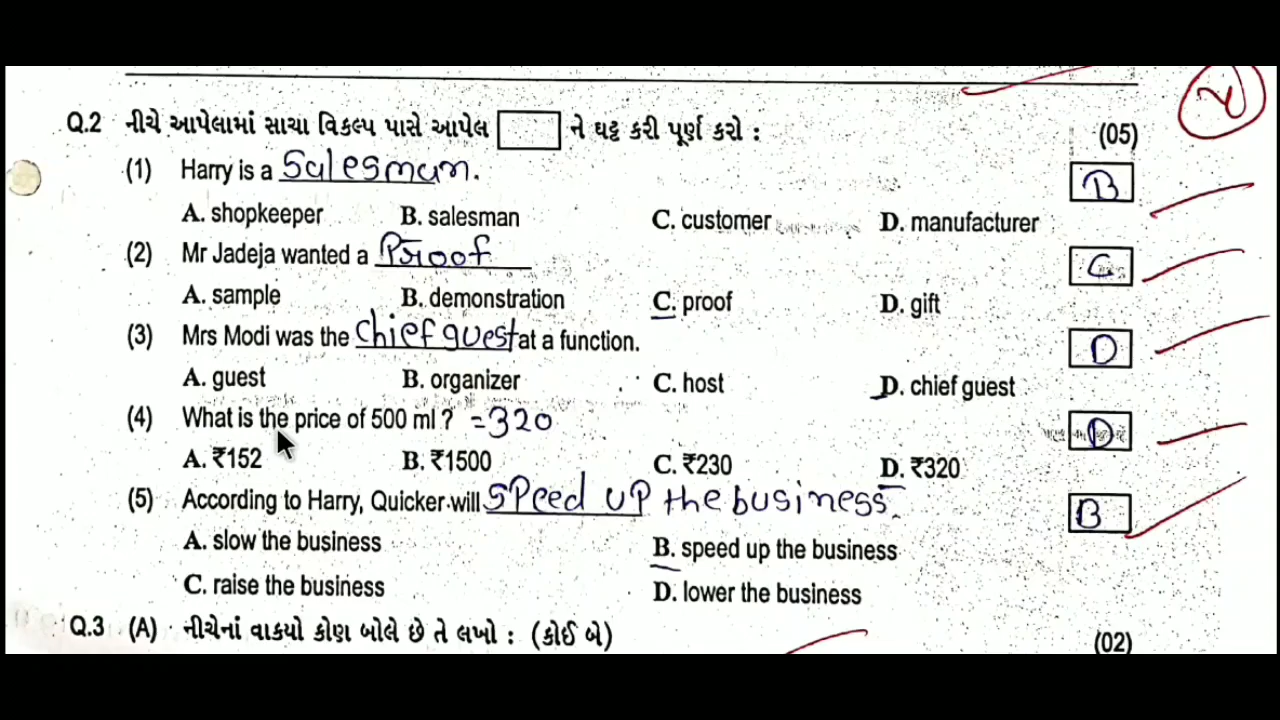 Q.2 નીચે આપેલામાં સાચા વિકલ્પ પાસે આપેલ ને ઘટ્ટ કરી પૂર્ણ કરો : (05)
(1) Harry is a Salesman. B
A. shopkeeper B. salesman C. customer D. manufacturer
(2) Mr Jadeja wanted a Proof C
A. sample B. demonstration C. proof D. gift
(3) Mrs Modi was the chief guest at a function. D
A. guest B. organizer C. host D. chief guest
(4) What is the price of 500 ml ? =320 D
A. ₹152 B. ₹1500 C. ₹230 D. ₹320
(5) According to Harry, Quicker will speed up the business. B
A. slow the business B. speed up the business
C. raise the business D. lower the business
Q.3 (A) નીચેનાં વાક્યો કોણ બોલે છે તે લખો : (કોઈ બે) (02)